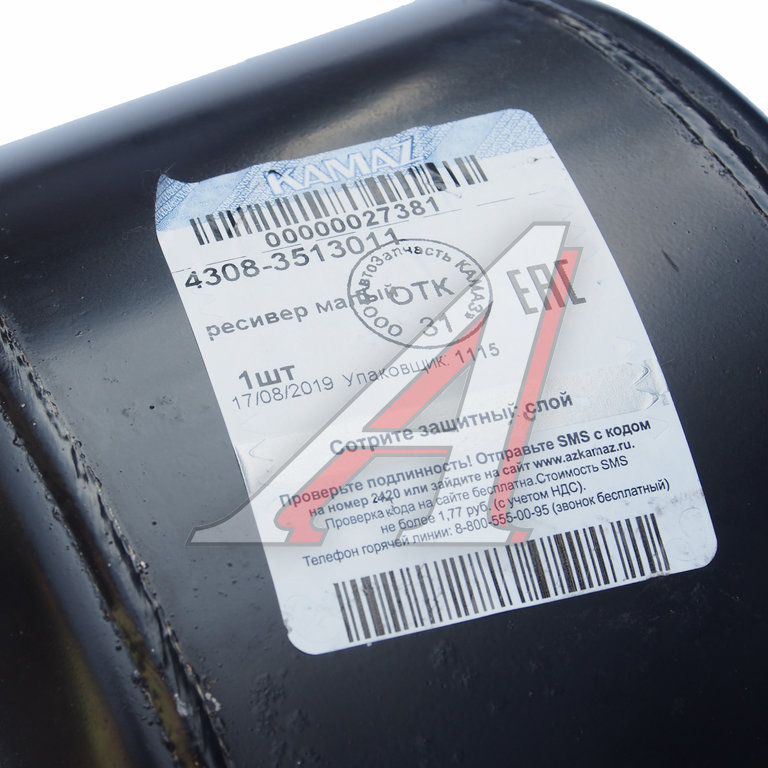 KAMAZ
00000027381
4308-3513011
ресивер малый
ООО АвтоЗапчасть КАМАЗ
ОТК
31
EAC
1шт
17/08/2019 Упаковщик: 1115
Сотрите защитный слой
Проверьте подлинность! Отправьте SMS с кодом
на номер 2420 или зайдите на сайт www.azkamaz.ru.
Проверка кода на сайте бесплатна.Стоимость SMS
не более 1,77 руб. (с учетом НДС).
Телефон горячей линии: 8-800-555-00-95 (звонок бесплатный)